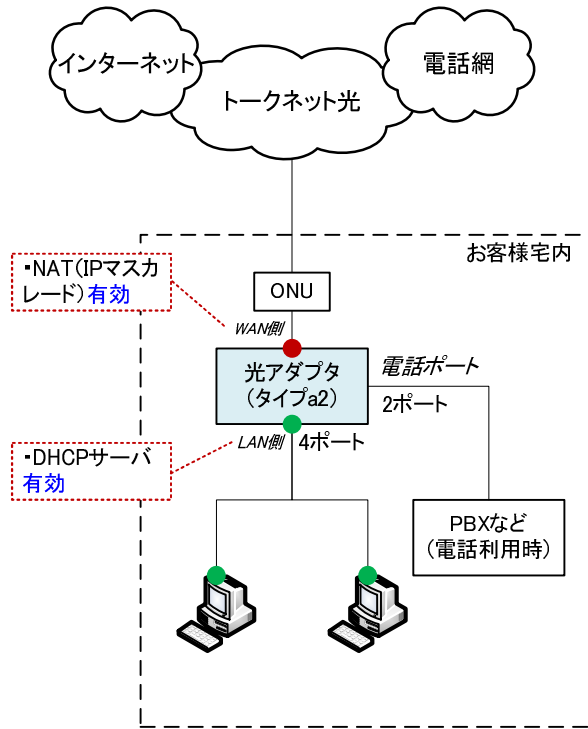 インターネット
電話網
トークネット光
お客様宅内
・NAT(IPマスカ
レード)有効
ONU
WAN側
光アダプタ
(タイプa2)
電話ポート
2ポート
LAN側
4ポート
・DHCPサーバ
有効
PBXなど
(電話利用時)